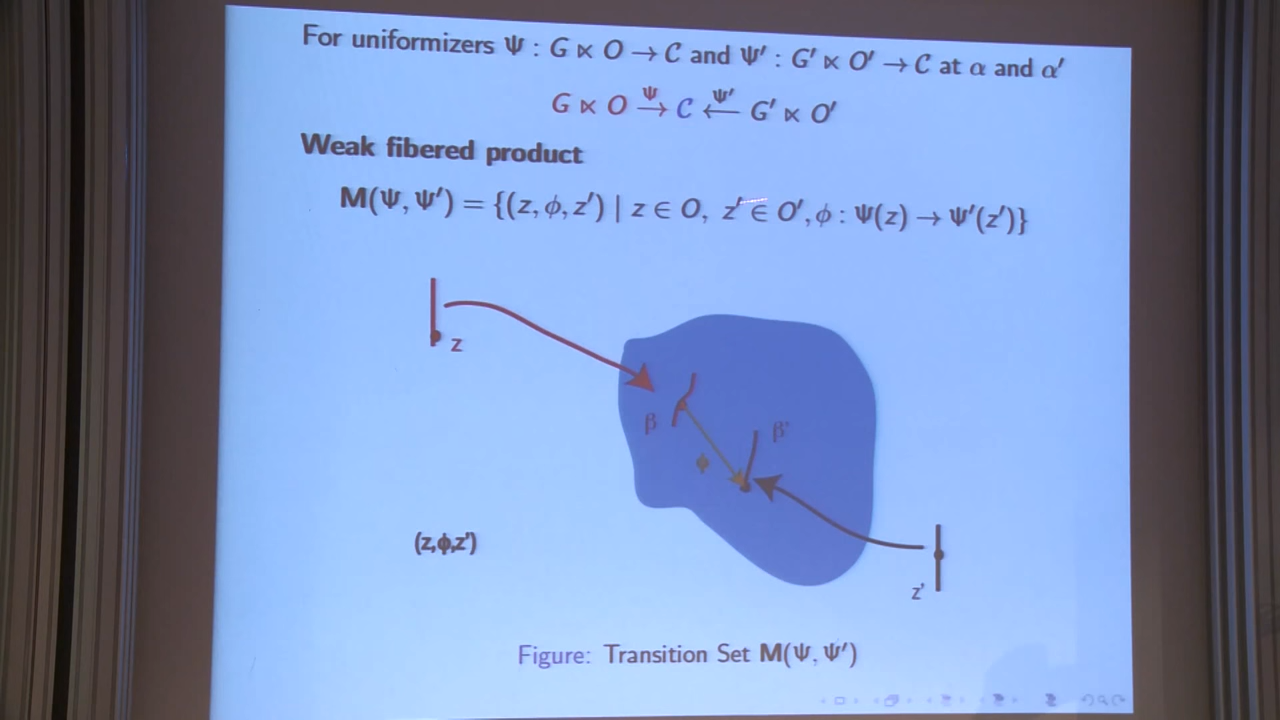 For uniformizers Ψ : G ⋉ O → C and Ψ′ : G′ ⋉ O′ → C at α and α′
G ⋉ O →Ψ C ←Ψ′ G′ ⋉ O′
Weak fibered product
M(Ψ, Ψ′) = {(z, ϕ, z′) | z ∈ O, z′ ∈ O′, ϕ : Ψ(z) → Ψ′(z′)}
z
β
β'
ϕ
(z,ϕ,z')
z'
Figure: Transition Set M(Ψ, Ψ′)